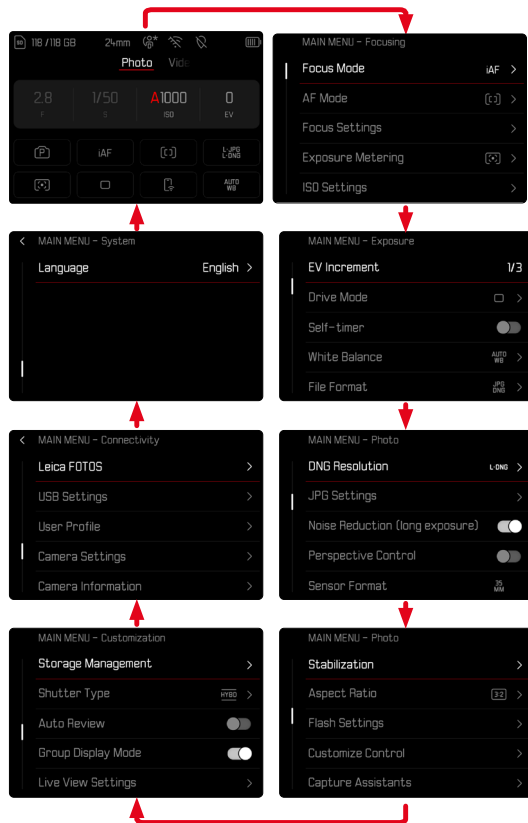 118 /118 GB 24mm
Photo Vide
2.8 1/50 A1000 0
F S ISO EV
P iAF L-JPG
L-DNG
AUTO
WB
MAIN MENU - Focusing
Focus Mode iAF
AF Mode
Focus Settings
Exposure Metering
ISO Settings
MAIN MENU - System
Language English
MAIN MENU - Exposure
EV Increment 1/3
Drive Mode
Self-timer
White Balance AUTO
WB
File Format JPG
DNG
MAIN MENU - Connectivity
Leica FOTOS
USB Settings
User Profile
Camera Settings
Camera Information
MAIN MENU - Photo
DNG Resolution L-DNG
JPG Settings
Noise Reduction (long exposure)
Perspective Control
Sensor Format 35
MM
MAIN MENU - Customization
Storage Management
Shutter Type HYBD
Auto Review
Group Display Mode
Live View Settings
MAIN MENU - Photo
Stabilization
Aspect Ratio 3:2
Flash Settings
Customize Control
Capture Assistants